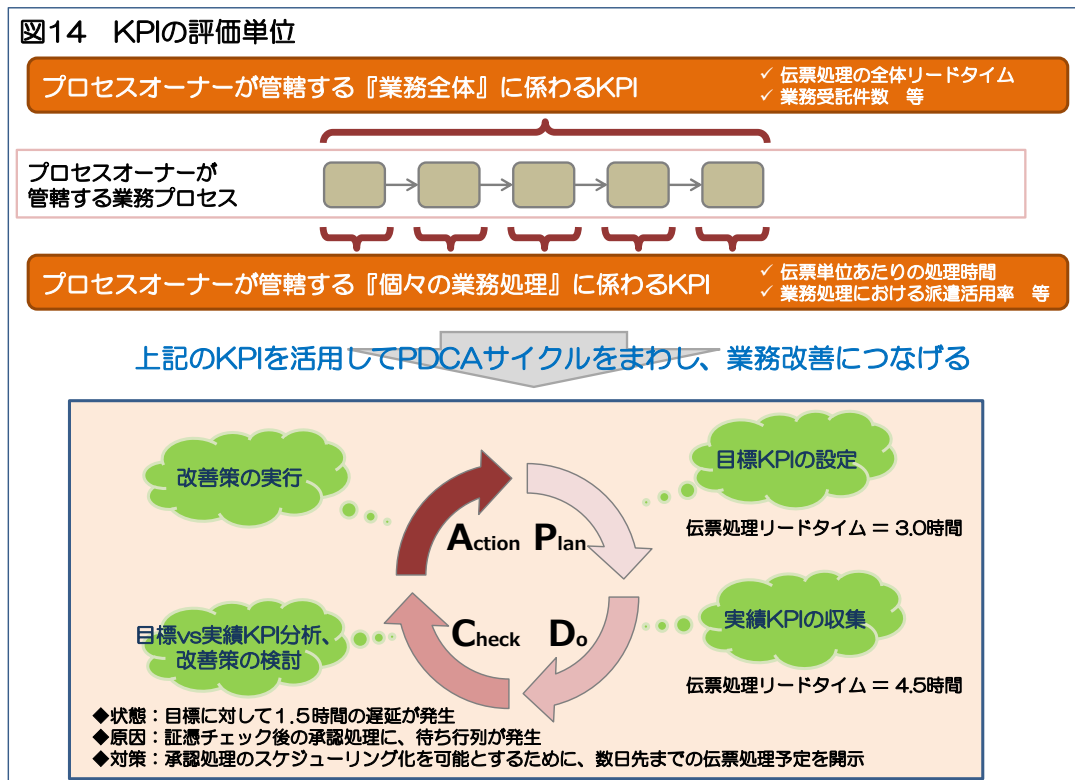 図14　KPIの評価単位
プロセスオーナーが管轄する『業務全体』に係わるKPI
✓ 伝票処理の全体リードタイム
✓ 業務受託件数　等
プロセスオーナーが
管轄する業務プロセス
プロセスオーナーが管轄する『個々の業務処理』に係わるKPI
✓ 伝票単位あたりの処理時間
✓ 業務処理における派遣活用率　等
上記のKPIを活用してPDCAサイクルをまわし、業務改善につなげる
改善策の実行
目標KPIの設定
伝票処理リードタイム = 3.0時間
Action Plan
Check Do
目標vs実績KPI分析、
改善策の検討
実績KPIの収集
伝票処理リードタイム = 4.5時間
◆状態：目標に対して1.5時間の遅延が発生
◆原因：証憑チェック後の承認処理に、待ち行列が発生
◆対策：承認処理のスケジューリング化を可能とするために、数日先までの伝票処理予定を開示